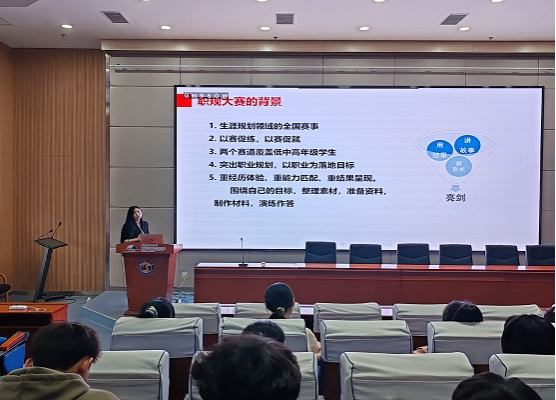 职规大赛的背景
1. 生涯规划领域的全国赛事
2. 以赛促练、以赛促就
3. 两个赛道覆盖低中高年级学生
4. 突出职业规划，以职业为落地目标
5. 重经历体验、重能力匹配、重结果呈现。
围绕自己的目标，整理素材，准备资料，
制作材料，演练作答
用
结果
讲
故事
亮剑